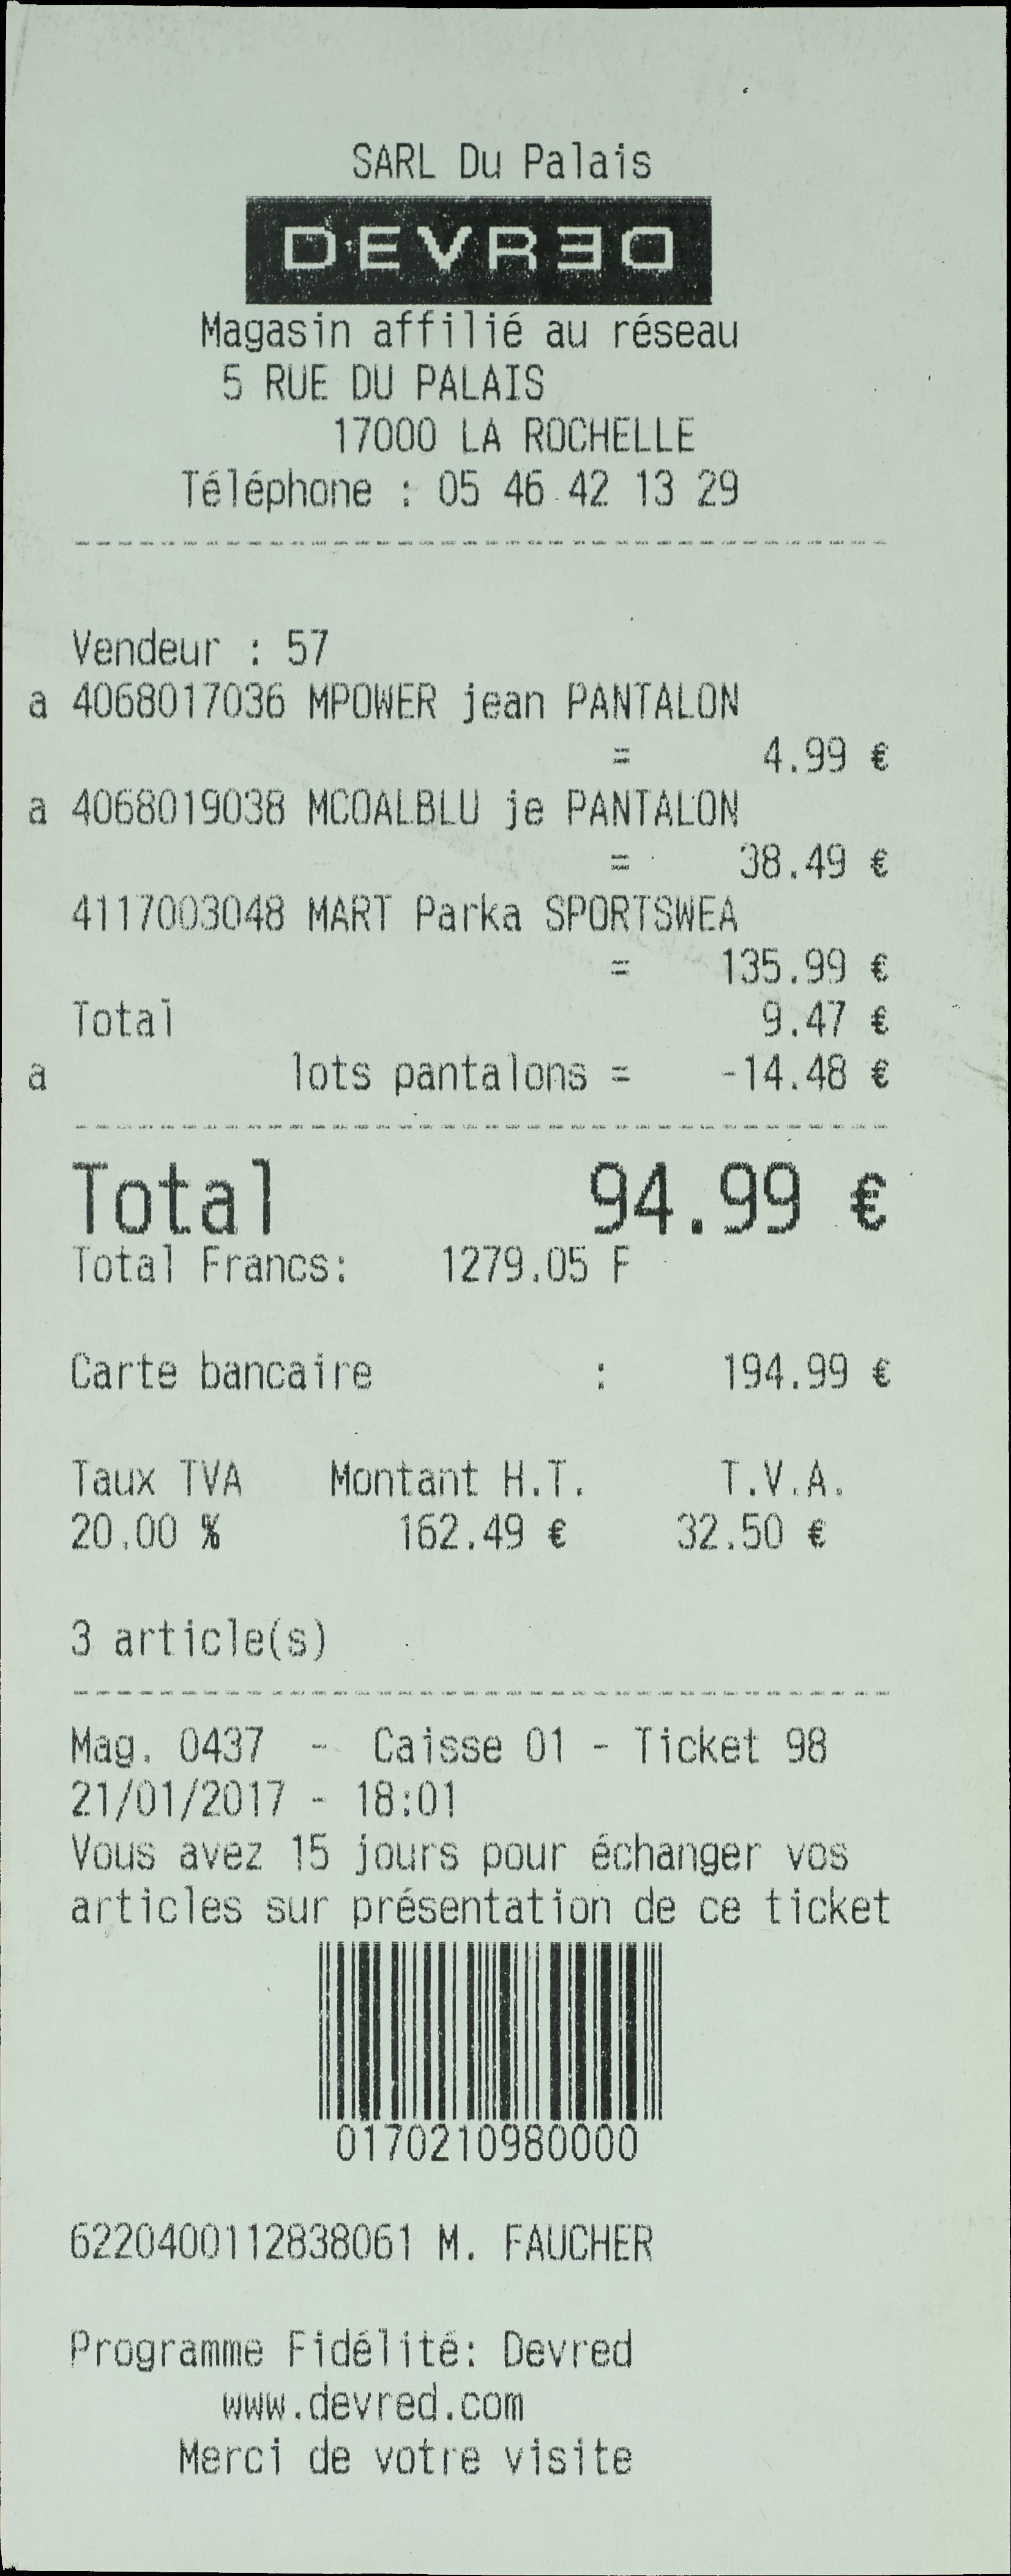 SARL Du Palais
DEVRED
Magasin affilié au réseau
5 RUE DU PALAIS
17000 LA ROCHELLE
Téléphone : 05 46 42 13 29
Vendeur : 57
a 4068017036 MPOWER jean PANTALON
= 4.99 €
a 4068019038 MCOALBLU je PANTALON
= 38.49 €
4117003048 MART Parka SPORTSWEA
= 135.99 €
Total 9.47 €
a lots pantalons = -14.48 €
Total 94.99 €
Total Francs: 1279.05 F
Carte bancaire : 194.99 €
Taux TVA Montant H.T. T.V.A.
20.00 % 162.49 € 32.50 €
3 article(s)
Mag. 0437 - Caisse 01 - Ticket 98
21/01/2017 - 18:01
Vous avez 15 jours pour échanger vos
articles sur présentation de ce ticket
0170210980000
6220400112838061 M. FAUCHER
Programme Fidélité: Devred
www.devred.com
Merci de votre visite